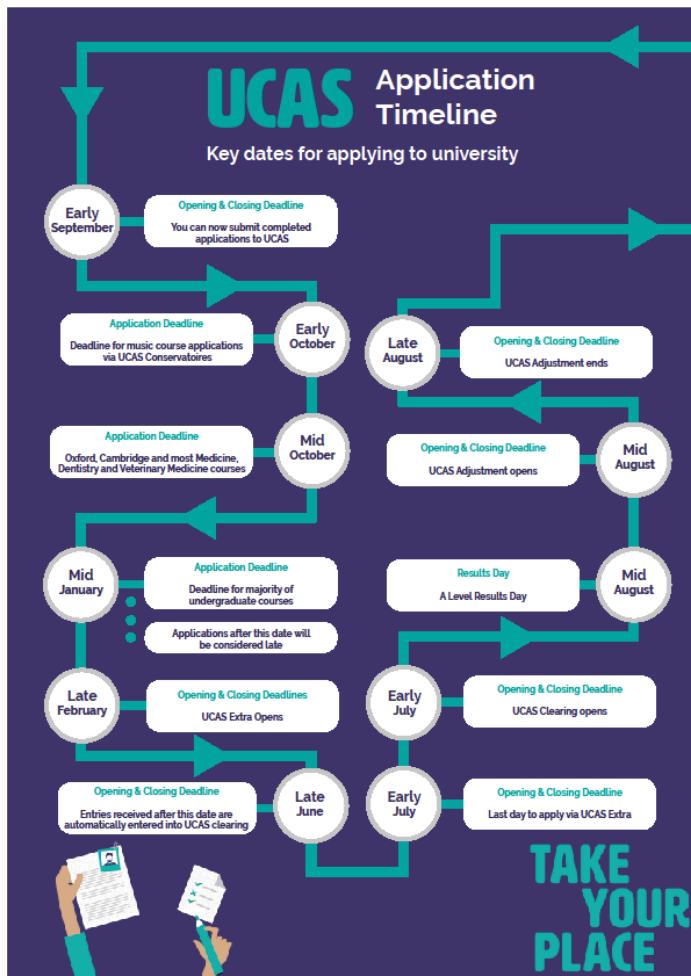 UCAS Application
Timeline
Key dates for applying to university
Early
September
Opening & Closing Deadline
You can now submit completed
applications to UCAS
Early
October
Application Deadline
Deadline for music course applications
via UCAS Conservatoires
Mid
October
Application Deadline
Oxford, Cambridge and most Medicine,
Dentistry and Veterinary Medicine courses
Mid
January
Application Deadline
Deadline for majority of
undergraduate courses
Applications after this date will
be considered late
Late
February
Opening & Closing Deadlines
UCAS Extra Opens
Late
June
Opening & Closing Deadline
Entries received after this date are
automatically entered into UCAS clearing
Early
July
Opening & Closing Deadline
Last day to apply via UCAS Extra
Early
July
Opening & Closing Deadline
UCAS Clearing opens
Mid
August
Results Day
A Level Results Day
Mid
August
Opening & Closing Deadline
UCAS Adjustment opens
Late
August
Opening & Closing Deadline
UCAS Adjustment ends
TAKE
YOUR
PLACE